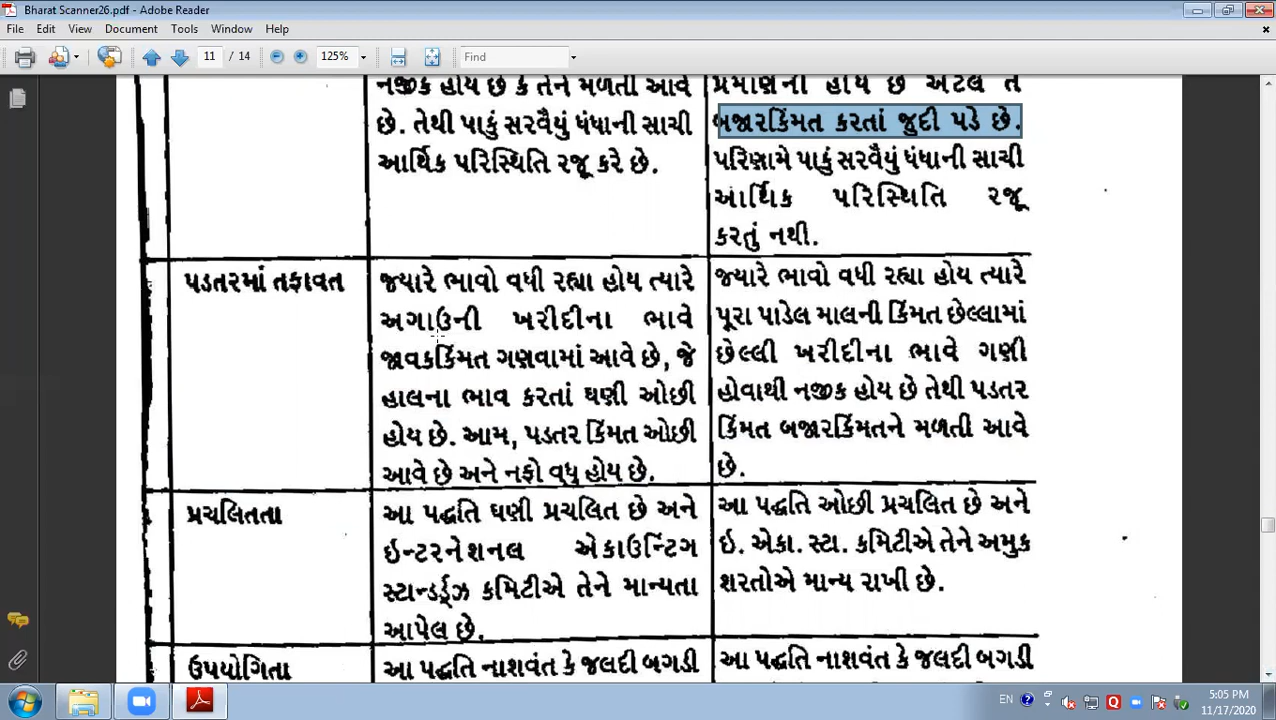 Bharat Scanner26.pdf - Adobe Reader
File Edit View Document Tools Window Help
11 / 14 125% Find
નજીક હોય છે કે તેને મળતી આવે
છે. તેથી પાકું સરવૈયું ધંધાની સાચી
આર્થિક પરિસ્થિતિ રજૂ કરે છે.
પ્રમાણની હોય છે એટલે તે
બજારકિંમત કરતાં જુદી પડે છે.
પરિણામે પાકું સરવૈયું ધંધાની સાચી
આર્થિક પરિસ્થિતિ રજૂ
કરતું નથી.
પડતરમાં તફાવત
જ્યારે ભાવો વધી રહ્યા હોય ત્યારે
અગાઉની ખરીદીના ભાવે
જાવકકિંમત ગણવામાં આવે છે, જે
હાલના ભાવ કરતાં ઘણી ઓછી
હોય છે. આમ, પડતર કિંમત ઓછી
આવે છે અને નફો વધુ હોય છે.
જ્યારે ભાવો વધી રહ્યા હોય ત્યારે
પૂરા પાડેલ માલની કિંમત છેલ્લામાં
છેલ્લી ખરીદીના ભાવે ગણી
હોવાથી નજીક હોય છે તેથી પડતર
કિંમત બજારકિંમતને મળતી આવે
છે.
પ્રચલિતતા
આ પદ્ધતિ ઘણી પ્રચલિત છે અને
ઇન્ટરનેશનલ એકાઉન્ટિંગ
સ્ટાન્ડર્ડ્ઝ કમિટીએ તેને માન્યતા
આપેલ છે.
આ પદ્ધતિ ઓછી પ્રચલિત છે અને
ઇ. એકા. સ્ટા. કમિટીએ તેને અમુક
શરતોએ માન્ય રાખી છે.
ઉપયોગિતા
આ પદ્ધતિ નાશવંત કે જલદી બગડી
આ પદ્ધતિ નાશવંત કે જલદી બગડી
EN 5:05 PM
11/17/2020